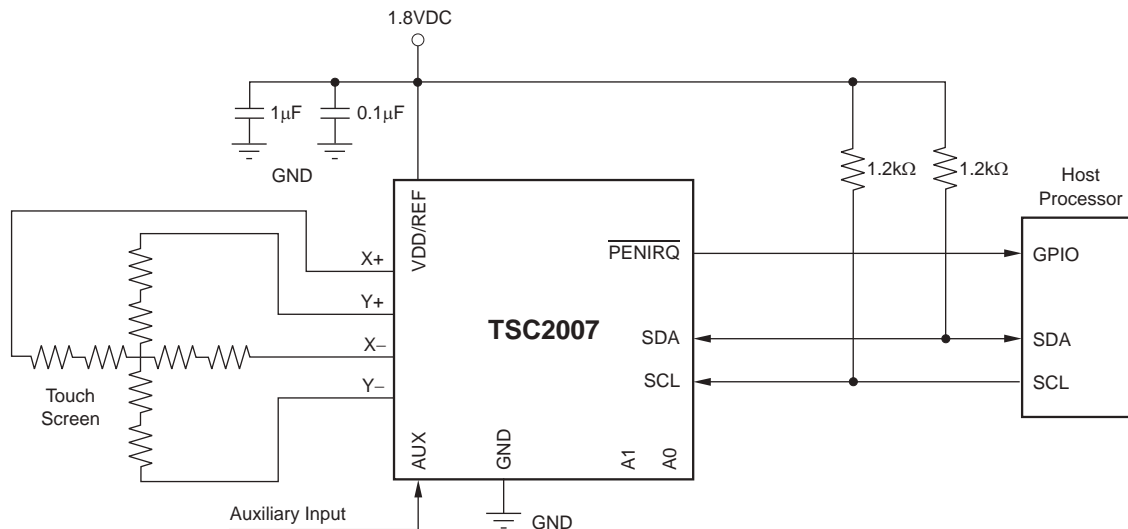 1.8VDC
1μF
0.1μF
GND
1.2kΩ
1.2kΩ
Host
Processor
VDD/REF
PENIRQ
GPIO
X+
Y+
TSC2007
X–
SDA
SDA
Y–
SCL
SCL
Touch
Screen
AUX
GND
A1
A0
Auxiliary Input
GND